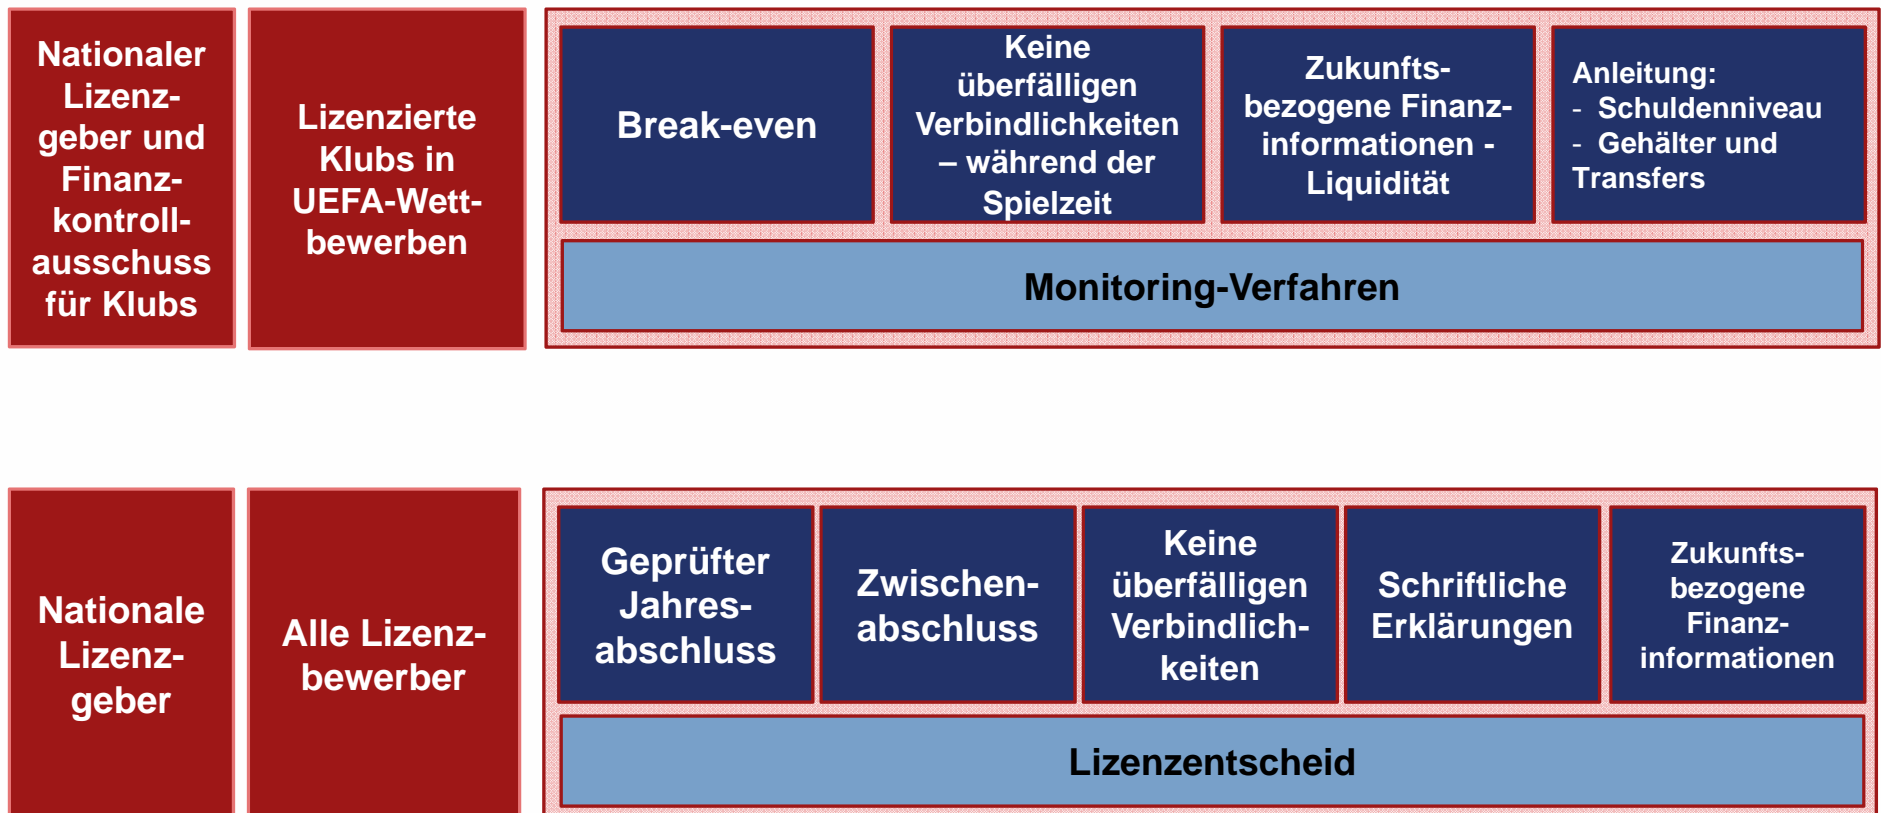 Nationaler
Lizenz-
geber und
Finanz-
kontroll-
ausschuss
für Klubs
Lizenzierte
Klubs in
UEFA-Wett-
bewerben
Break-even
Keine
überfälligen
Verbindlichkeiten
– während der
Spielzeit
Zukunfts-
bezogene Finanz-
informationen -
Liquidität
Anleitung:
- Schuldenniveau
- Gehälter und
Transfers
Monitoring-Verfahren
Nationale
Lizenz-
geber
Alle Lizenz-
bewerber
Geprüfter
Jahres-
abschluss
Zwischen-
abschluss
Keine
überfälligen
Verbindlich-
keiten
Schriftliche
Erklärungen
Zukunfts-
bezogene
Finanz-
informationen
Lizenzentscheid